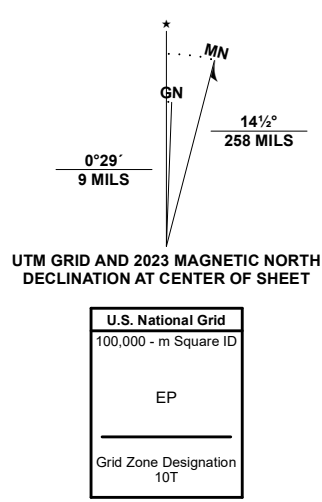 ★
MN
GN
0°29´
9 MILS
14½°
258 MILS
UTM GRID AND 2023 MAGNETIC NORTH
DECLINATION AT CENTER OF SHEET
U.S. National Grid
100,000 - m Square ID
EP
Grid Zone Designation
10T